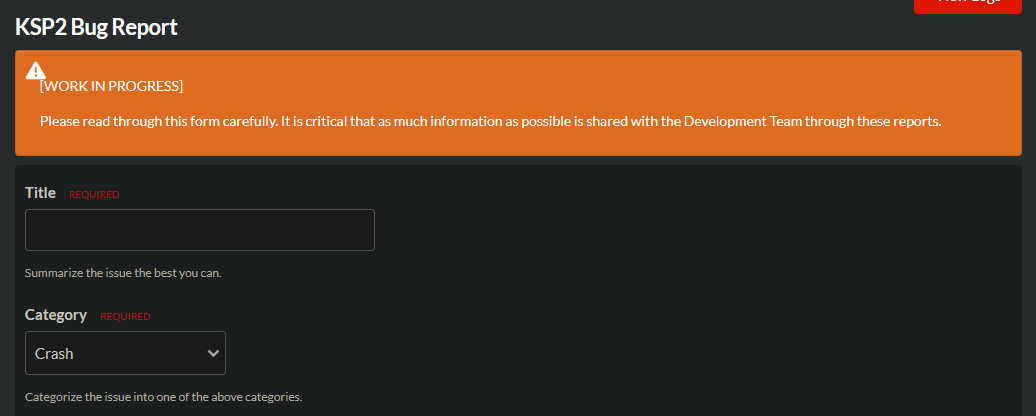 KSP2 Bug Report
[WORK IN PROGRESS]
Please read through this form carefully. It is critical that as much information as possible is shared with the Development Team through these reports.
Title REQUIRED
Summarize the issue the best you can.
Category REQUIRED
Crash
Categorize the issue into one of the above categories.